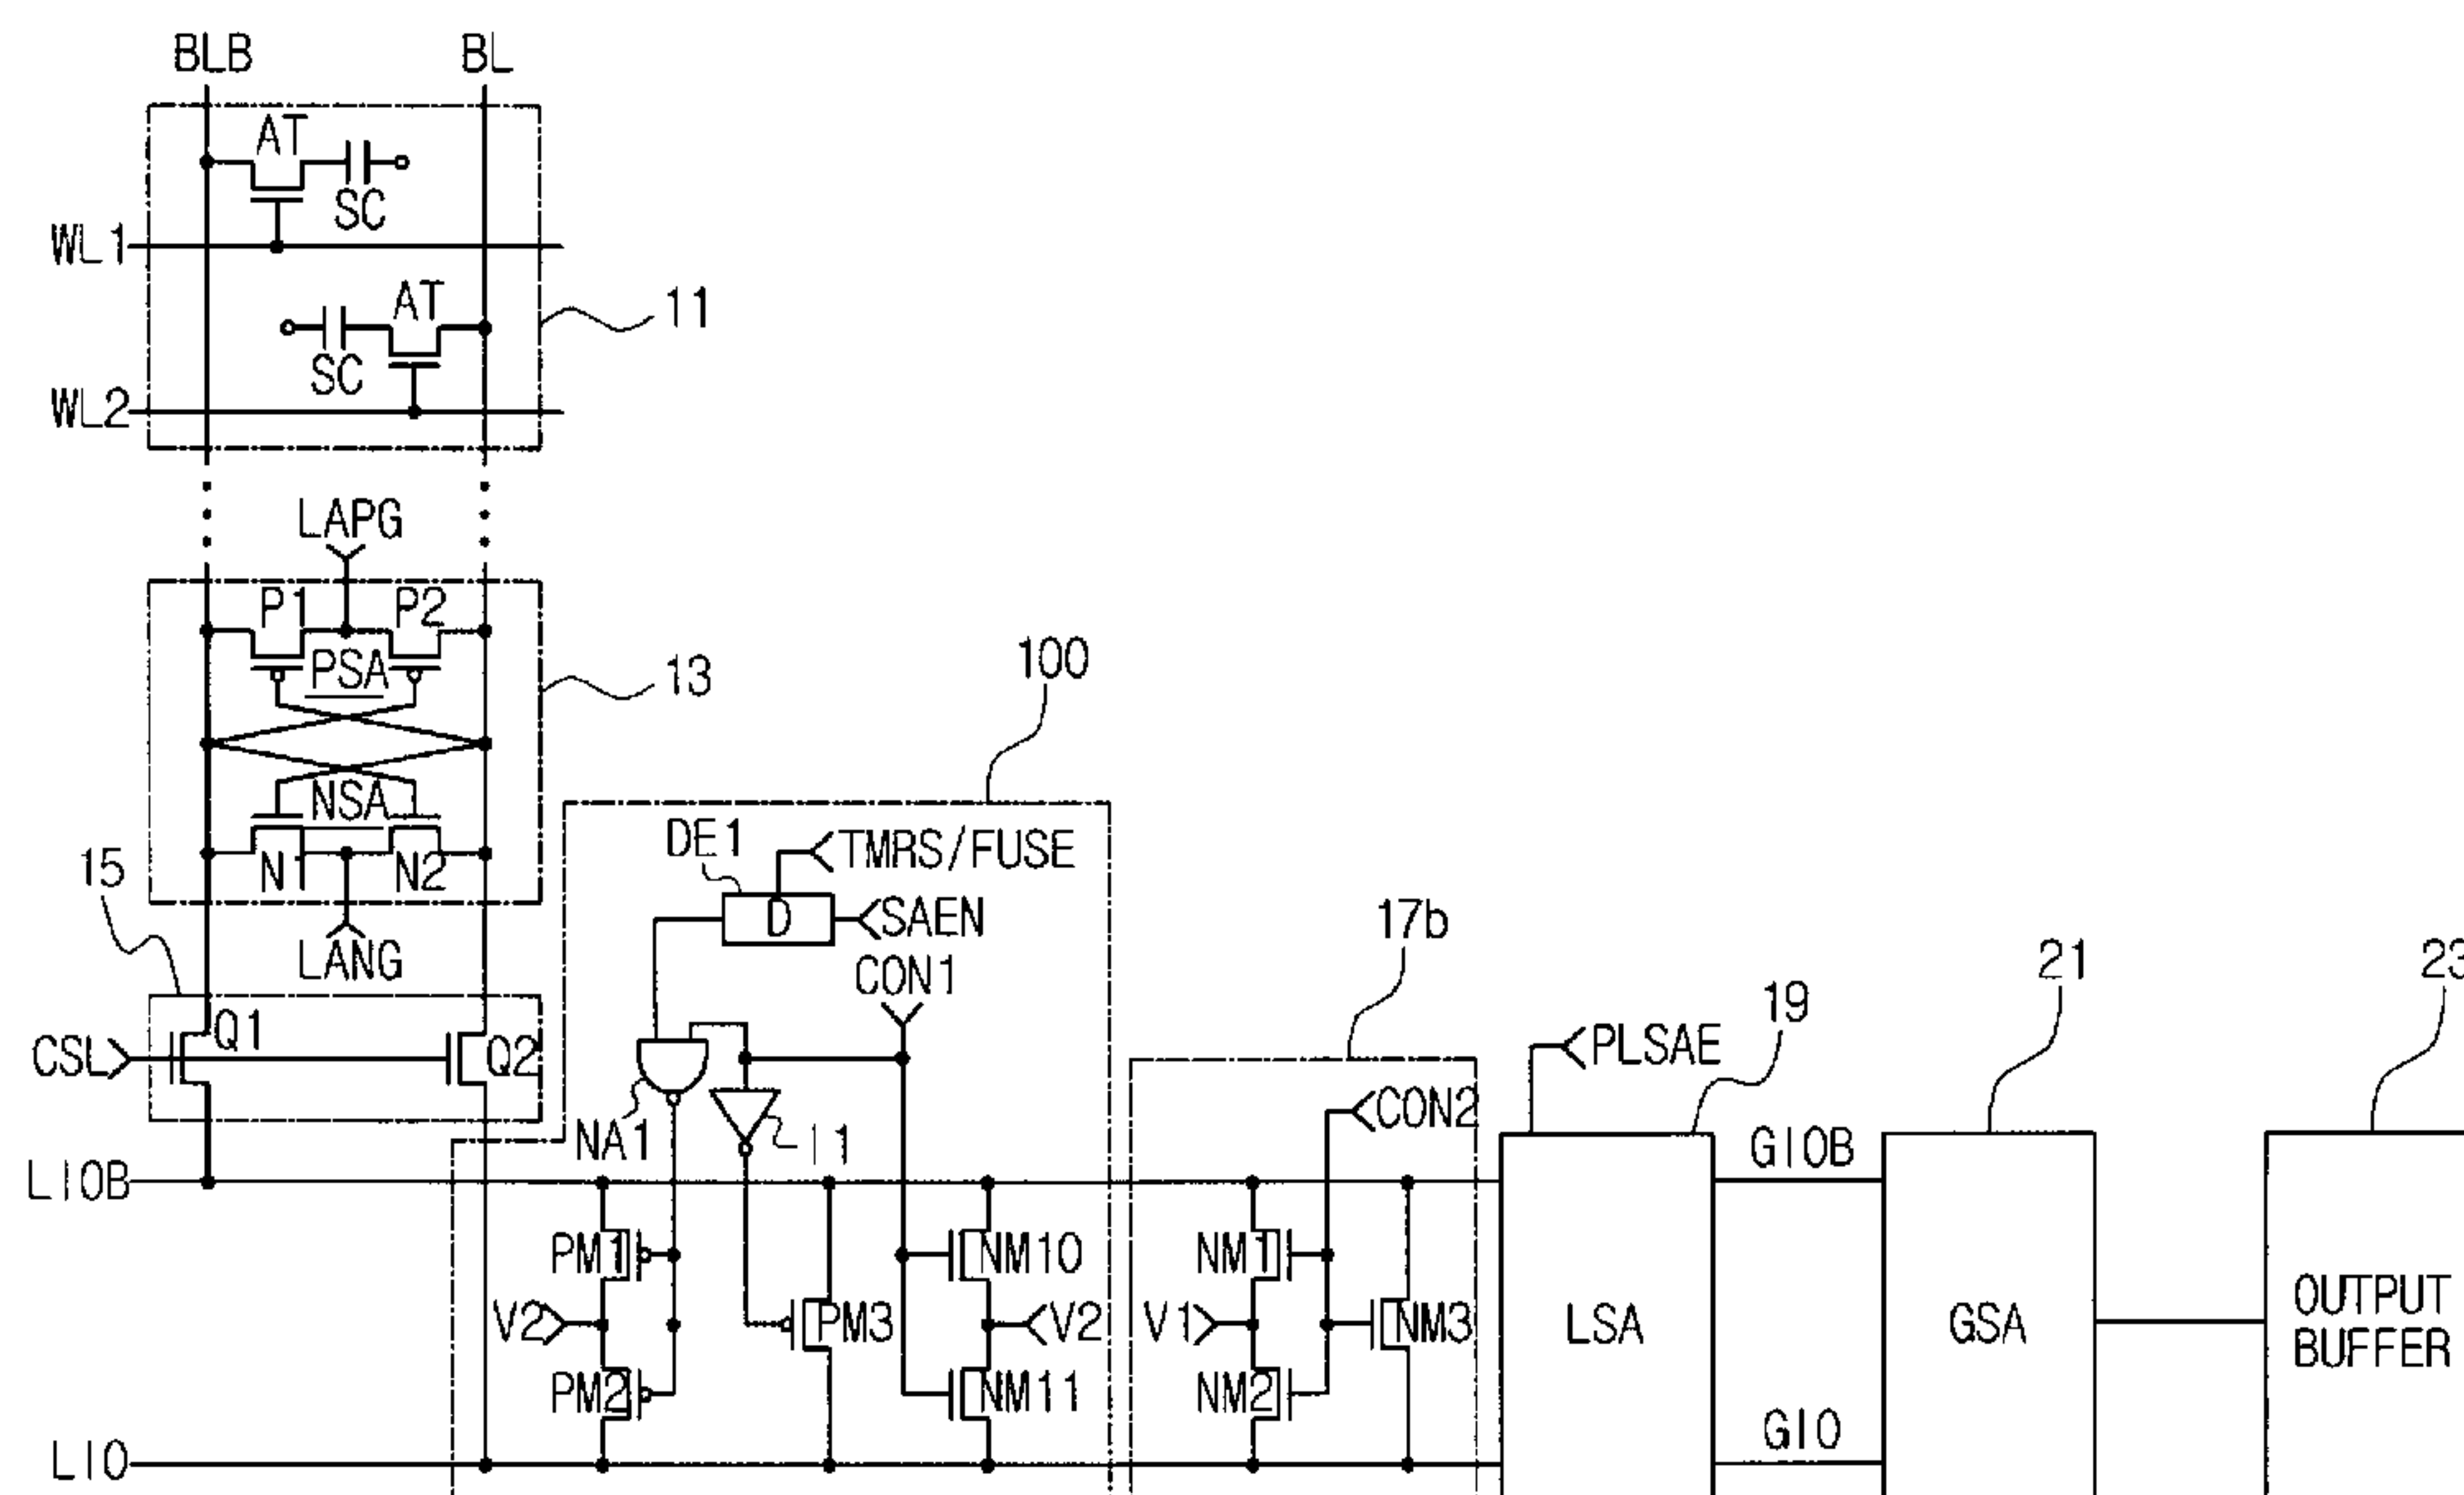 BLB
BL
AT
SC
WL1
AT
11
SC
WL2
LAPG
P1
P2
PSA
13
100
NSA
DE1
TMRS/FUSE
15
N1
N2
D
SAEN
17b
LANG
CON1
21
23
19
Q1
CSL
Q2
PLSAE
CON2
NA1
I1
GIOB
LIOB
PM1
NM10
NM1
V2
PM3
V2
V1
NM3
LSA
GSA
OUTPUT
BUFFER
PM2
NM11
NM2
GIO
LIO